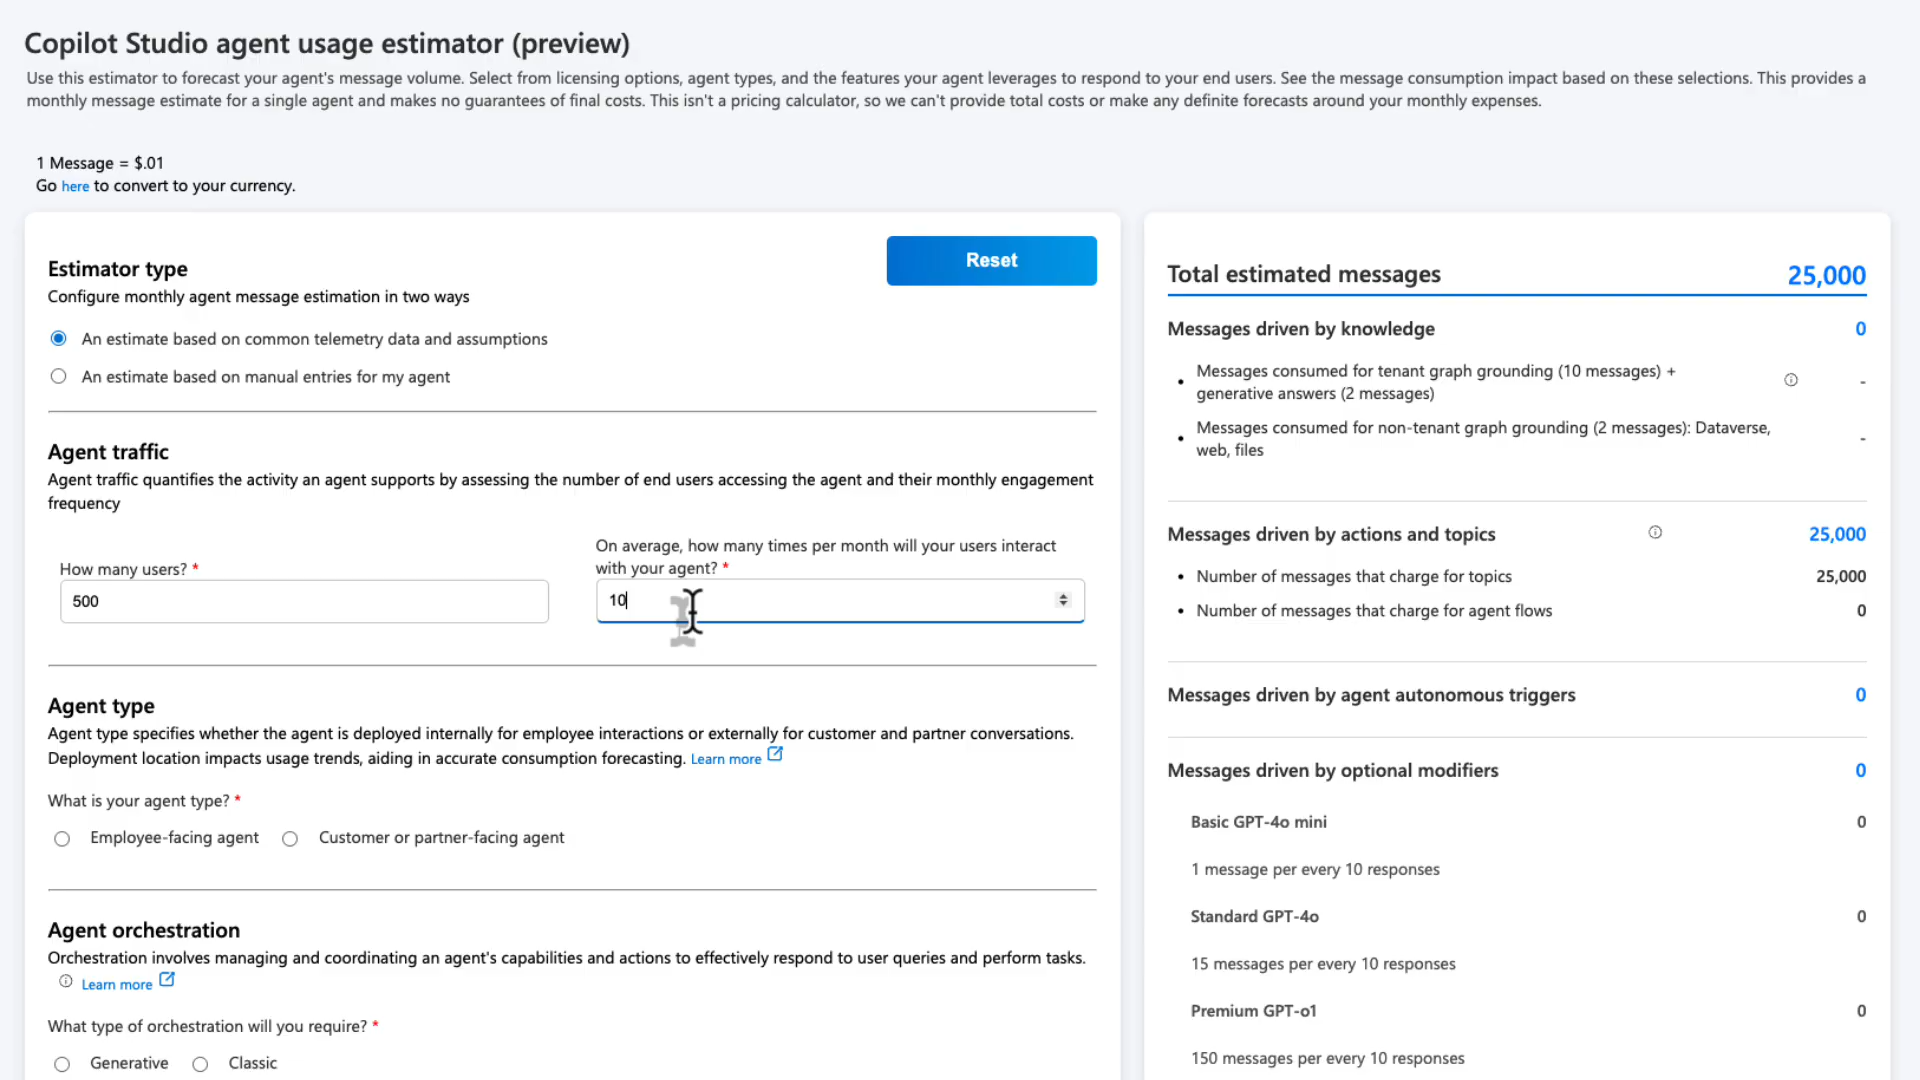 Copilot Studio agent usage estimator (preview)
Use this estimator to forecast your agent's message volume. Select from licensing options, agent types, and the features your agent leverages to respond to your end users. See the message consumption impact based on these selections. This provides a
monthly message estimate for a single agent and makes no guarantees of final costs. This isn't a pricing calculator, so we can't provide total costs or make any definite forecasts around your monthly expenses.
1 Message = $.01
Go here to convert to your currency.
Reset
Estimator type
Configure monthly agent message estimation in two ways
An estimate based on common telemetry data and assumptions
An estimate based on manual entries for my agent
Agent traffic
Agent traffic quantifies the activity an agent supports by assessing the number of end users accessing the agent and their monthly engagement
frequency
How many users? *
500
On average, how many times per month will your users interact
with your agent? *
10
Agent type
Agent type specifies whether the agent is deployed internally for employee interactions or externally for customer and partner conversations.
Deployment location impacts usage trends, aiding in accurate consumption forecasting. Learn more
What is your agent type? *
Employee-facing agent
Customer or partner-facing agent
Agent orchestration
Orchestration involves managing and coordinating an agent's capabilities and actions to effectively respond to user queries and perform tasks.
Learn more
What type of orchestration will you require? *
Generative
Classic
Total estimated messages 25,000
Messages driven by knowledge 0
• Messages consumed for tenant graph grounding (10 messages) +
generative answers (2 messages) -
• Messages consumed for non-tenant graph grounding (2 messages): Dataverse,
web, files -
Messages driven by actions and topics 25,000
• Number of messages that charge for topics 25,000
• Number of messages that charge for agent flows 0
Messages driven by agent autonomous triggers 0
Messages driven by optional modifiers 0
Basic GPT-4o mini 0
1 message per every 10 responses
Standard GPT-4o 0
15 messages per every 10 responses
Premium GPT-o1 0
150 messages per every 10 responses